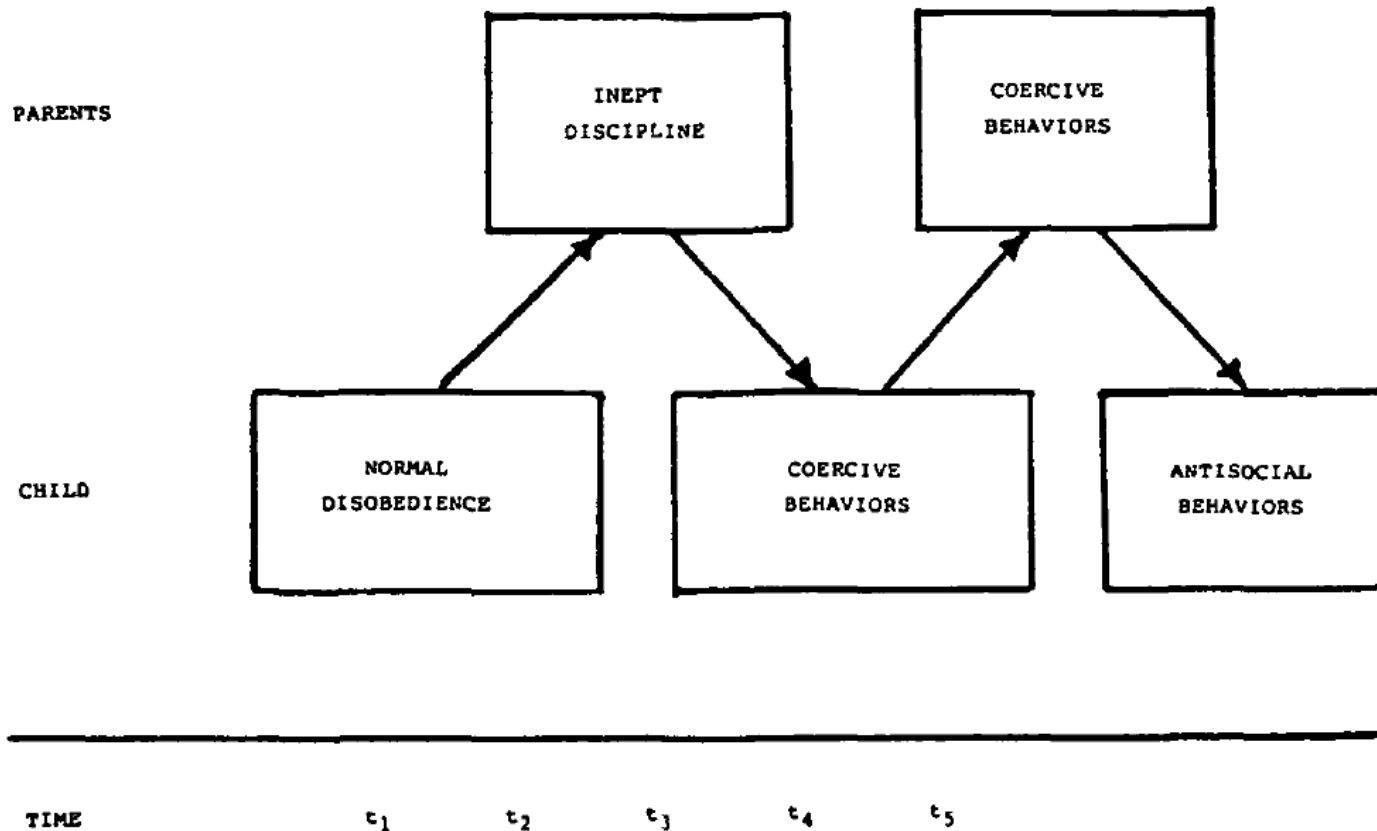 PARENTS
INEPT
DISCIPLINE
COERCIVE
BEHAVIORS
CHILD
NORMAL
DISOBEDIENCE
COERCIVE
BEHAVIORS
ANTISOCIAL
BEHAVIORS
TIME t1 t2 t3 t4 t5